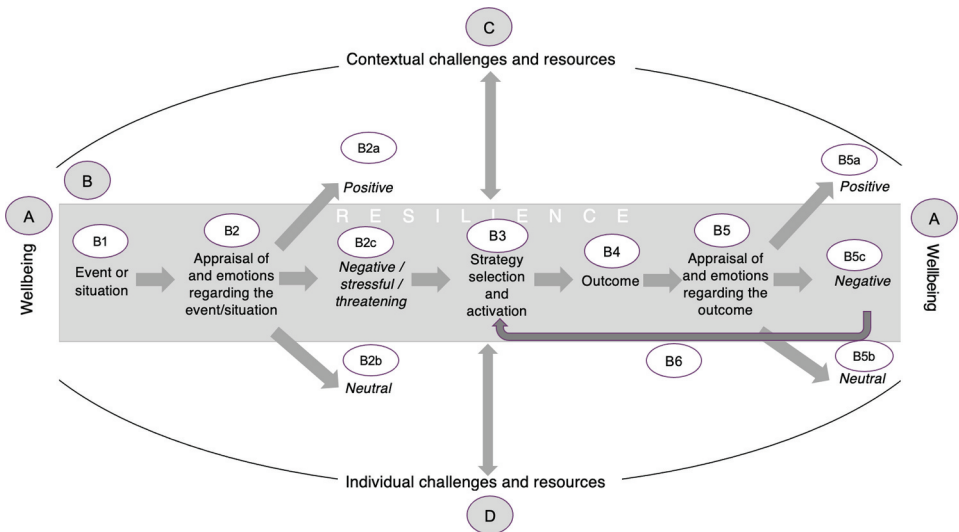 C
Contextual challenges and resources
B2a
Positive
B5a
Positive
B
A
Wellbeing
RESILIENCE
B1
Event or
situation
B2
Appraisal of
and emotions
regarding the
event/situation
B2c
Negative /
stressful /
threatening
B3
Strategy
selection
and
activation
B4
Outcome
B5
Appraisal of
and emotions
regarding the
outcome
B5c
Negative
A
Wellbeing
B2b
Neutral
B6
B5b
Neutral
Individual challenges and resources
D